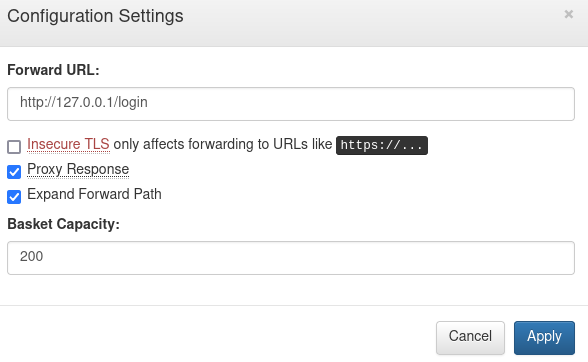 Configuration Settings ×
Forward URL:
http://127.0.0.1/login
Insecure TLS only affects forwarding to URLs like https://...
Proxy Response
Expand Forward Path
Basket Capacity:
200
Cancel Apply